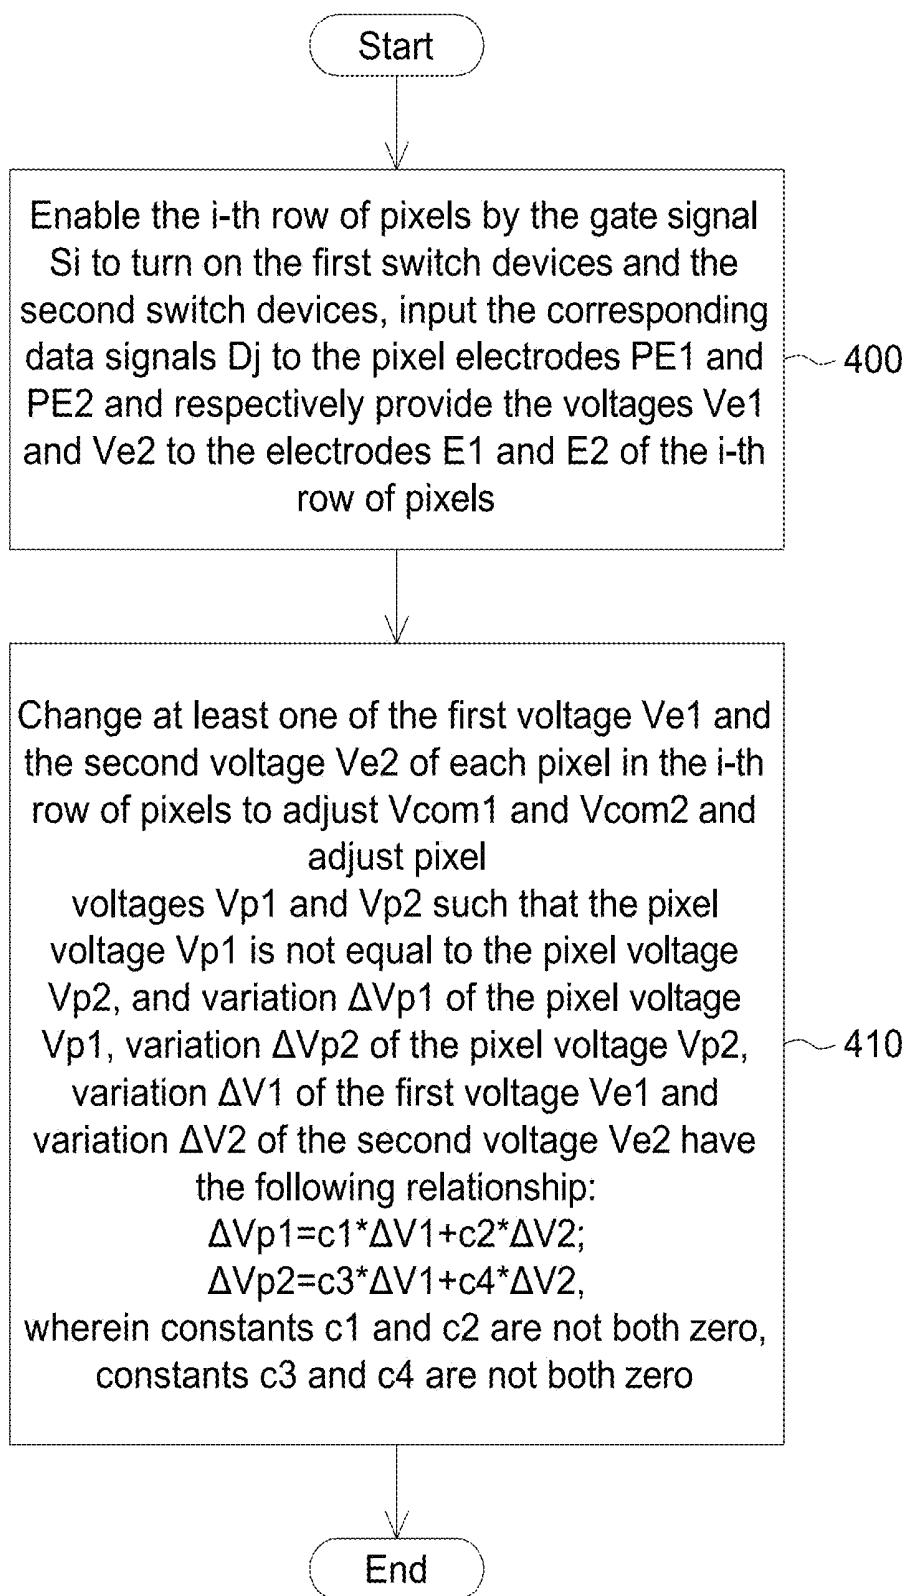 Start
Enable the i-th row of pixels by the gate signal
Si to turn on the first switch devices and the
second switch devices, input the corresponding
data signals Dj to the pixel electrodes PE1 and
PE2 and respectively provide the voltages Ve1
and Ve2 to the electrodes E1 and E2 of the i-th
row of pixels
400
Change at least one of the first voltage Ve1 and
the second voltage Ve2 of each pixel in the i-th
row of pixels to adjust Vcom1 and Vcom2 and
adjust pixel
voltages Vp1 and Vp2 such that the pixel
voltage Vp1 is not equal to the pixel voltage
Vp2, and variation ΔVp1 of the pixel voltage
Vp1, variation ΔVp2 of the pixel voltage Vp2,
variation ΔV1 of the first voltage Ve1 and
variation ΔV2 of the second voltage Ve2 have
the following relationship:
ΔVp1=c1*ΔV1+c2*ΔV2;
ΔVp2=c3*ΔV1+c4*ΔV2,
wherein constants c1 and c2 are not both zero,
constants c3 and c4 are not both zero
410
End